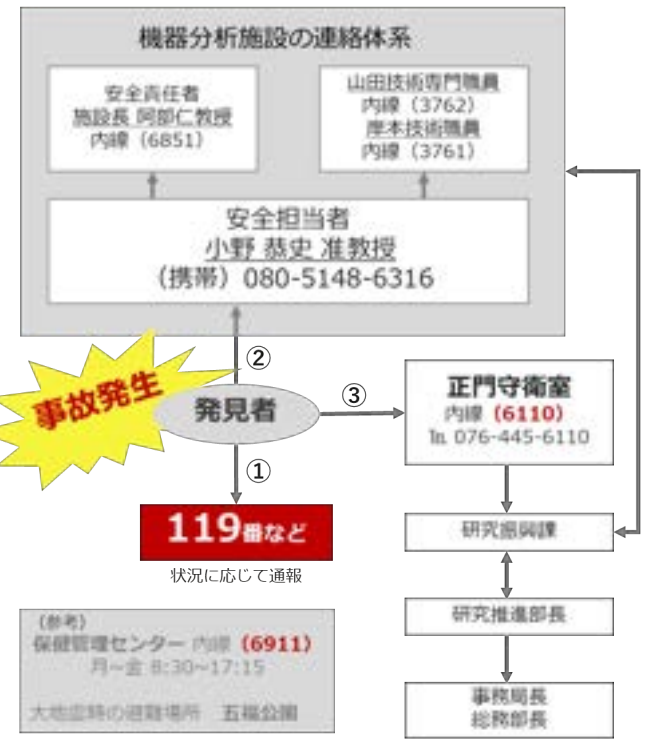 機器分析施設の連絡体系
安全責任者
施設長 阿部仁教授
内線（6851）
山田技術専門職員
内線（3762）
岸本技術職員
内線（3761）
安全担当者
小野 恭史 准教授
（携帯）080-5148-6316
②
事故発生
発見者
③
正門守衛室
内線（6110）
℡ 076-445-6110
①
119番など
状況に応じて通報
研究振興課
研究推進部長
事務局長
総務部長
（参考）
保健管理センター 内線（6911）
月～金 8:30～17:15
大地震時の避難場所 五福公園